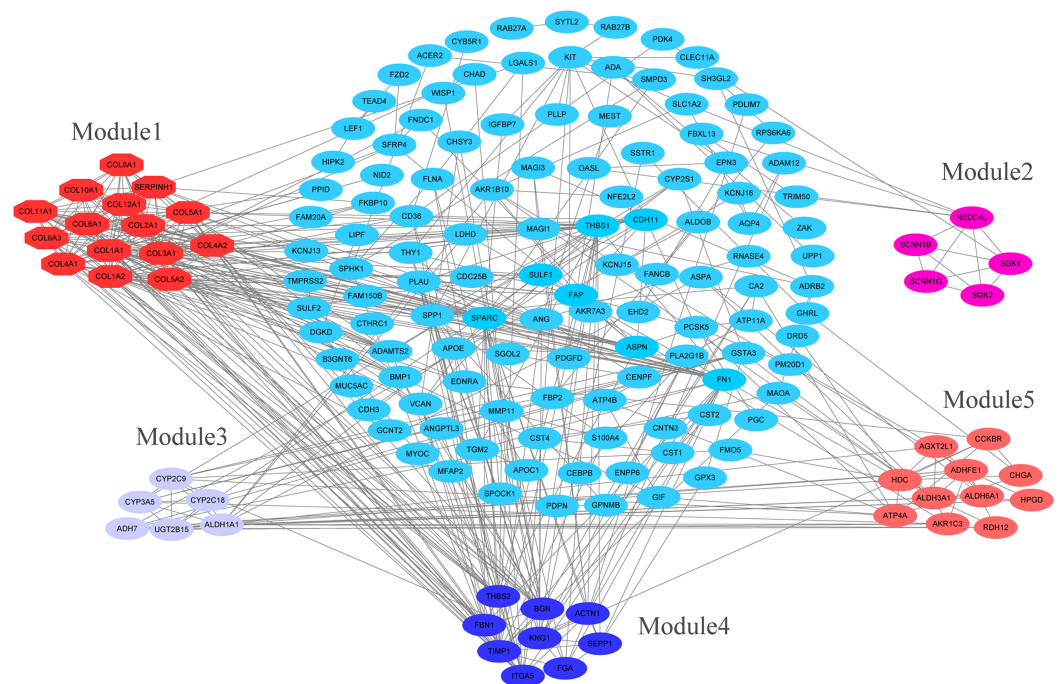 SYTL2
RAB27A
RAB27B
CYB5R1
PDK4
ACER2
KIT
CLEC11A
LGALS1
ADA
FZD2
CHAD
SMPD3
SH3GL2
WISP1
TEAD4
SLC1A2
PDLIM7
FNDC1
IGFBP7
PLLP
MEST
LEF1
FBXL13
RPS6KA6
Module1
SFRP4
CHSY3
SSTR1
HIPK2
MAGI3
OASL
EPN3
ADAM12
COL8A1
NID2
FLNA
CYP2S1
Module2
COL10A1
SERPINH1
PPID
AKR1B10
NFE2L2
KCNJ16
TRIM50
COL12A1
FKBP10
COL11A1
COL5A1
FAM20A
CD36
THBS1
CDH11
ALDOB
AQP4
ZAK
NEDD4L
COL6A1
COL2A1
COL6A3
LIPF
LDHD
MAGI1
COL4A2
SCNN1B
COL1A1
COL3A1
KCNJ13
THY1
RNASE4
UPP1
COL4A1
SPHK1
CDC25B
SULF1
KCNJ15
FANCB
ASPA
SGK1
COL1A2
COL5A2
TMPRSS2
PLAU
CA2
ADRB2
SCNN1G
FAM150B
FAP
SGK2
SULF2
SPP1
SPARC
ANG
AKR7A3
EHD2
PCSK5
ATP11A
GHRL
CTHRC1
DGKD
DRD5
ADAMTS2
APOE
SGOL2
PDGFD
ASPN
PLA2G1B
GSTA3
B3GNT6
PM20D1
BMP1
EDNRA
CENPF
FN1
MUC5AC
MAOA
Module5
FBP2
CDH3
VCAN
MMP11
ATP4B
CST2
PGC
Module3
GCNT2
ANGPTL3
CST4
S100A4
CNTN3
CCKBR
AGXT2L1
MYOC
TGM2
CST1
FMO5
CYP2C9
MFAP2
APOC1
CEBPB
ENPP6
GPX3
HDC
ADHFE1
CHGA
CYP3A5
CYP2C18
SPOCK1
GIF
ALDH3A1
ALDH6A1
HPGD
PDPN
GPNMB
ATP4A
ADH7
UGT2B15
ALDH1A1
AKR1C3
RDH12
THBS2
BGN
ACTN1
FBN1
Module4
KNG1
SEPP1
TIMP1
FGA
ITGA5